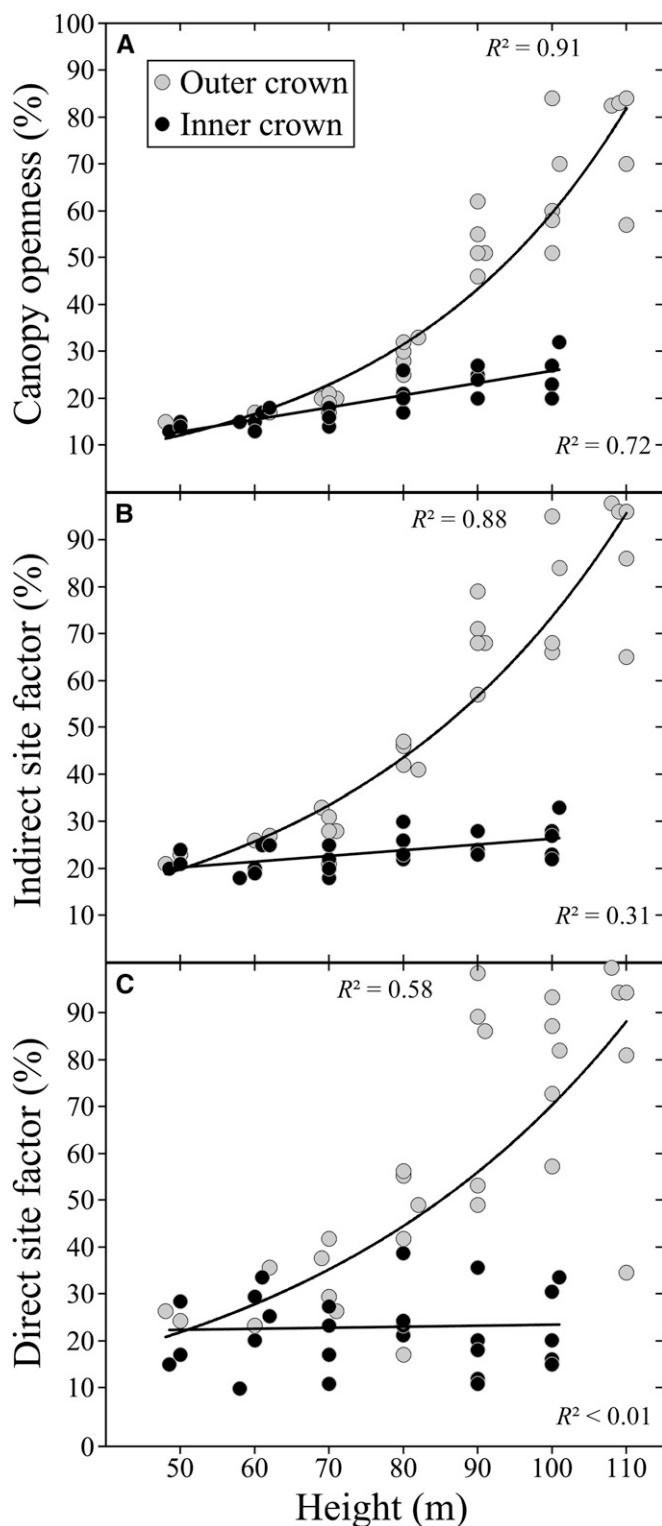 A
R² = 0.91
Outer crown
Inner crown
R² = 0.72
Canopy openness (%)
100
90
80
70
60
50
40
30
20
10
B
R² = 0.88
R² = 0.31
Indirect site factor (%)
90
80
70
60
50
40
30
20
10
C
R² = 0.58
R² < 0.01
Direct site factor (%)
90
80
70
60
50
40
30
20
10
0
50 60 70 80 90 100 110
Height (m)